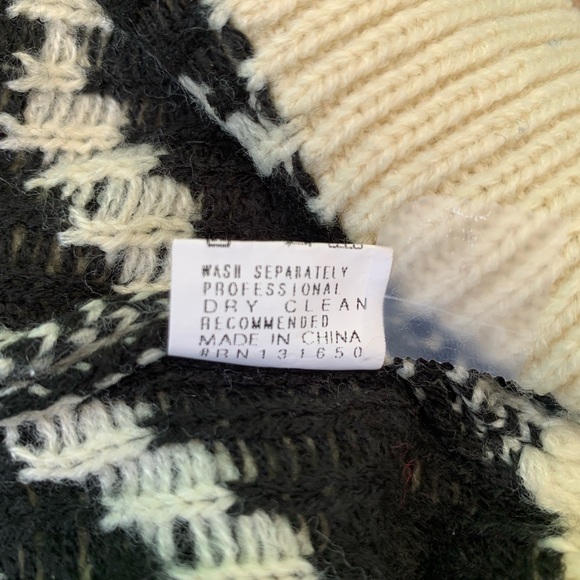 WASH SEPARATELY
PROFESSIONAL
DRY CLEAN
RECOMMENDED
MADE IN CHINA
#RN131650